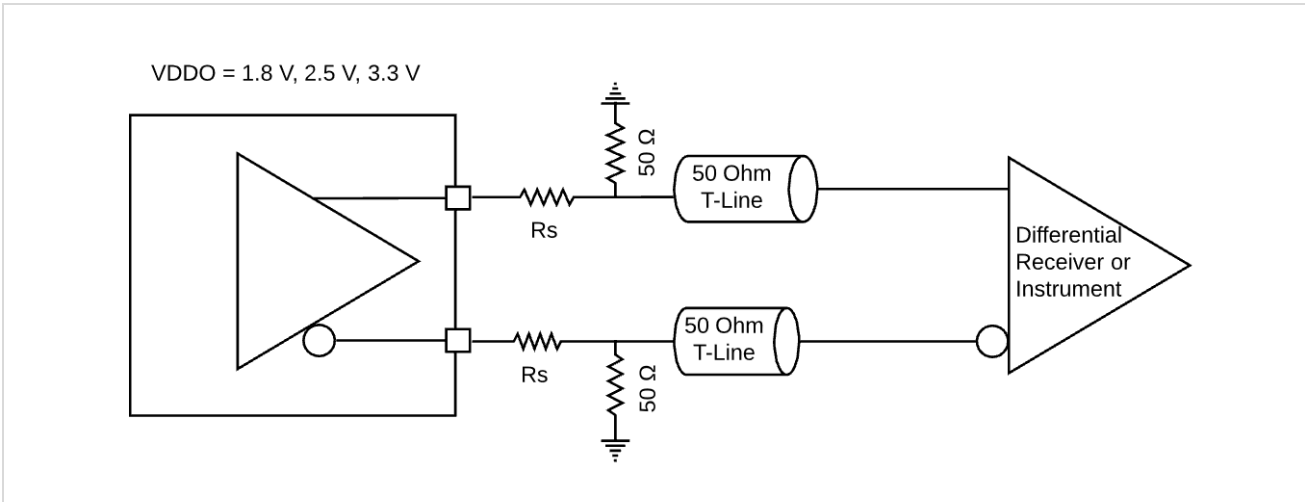 VDDO = 1.8 V, 2.5 V, 3.3 V
50 Ω
50 Ohm
T-Line
Rs
Differential
Receiver or
Instrument
50 Ohm
T-Line
Rs
50 Ω